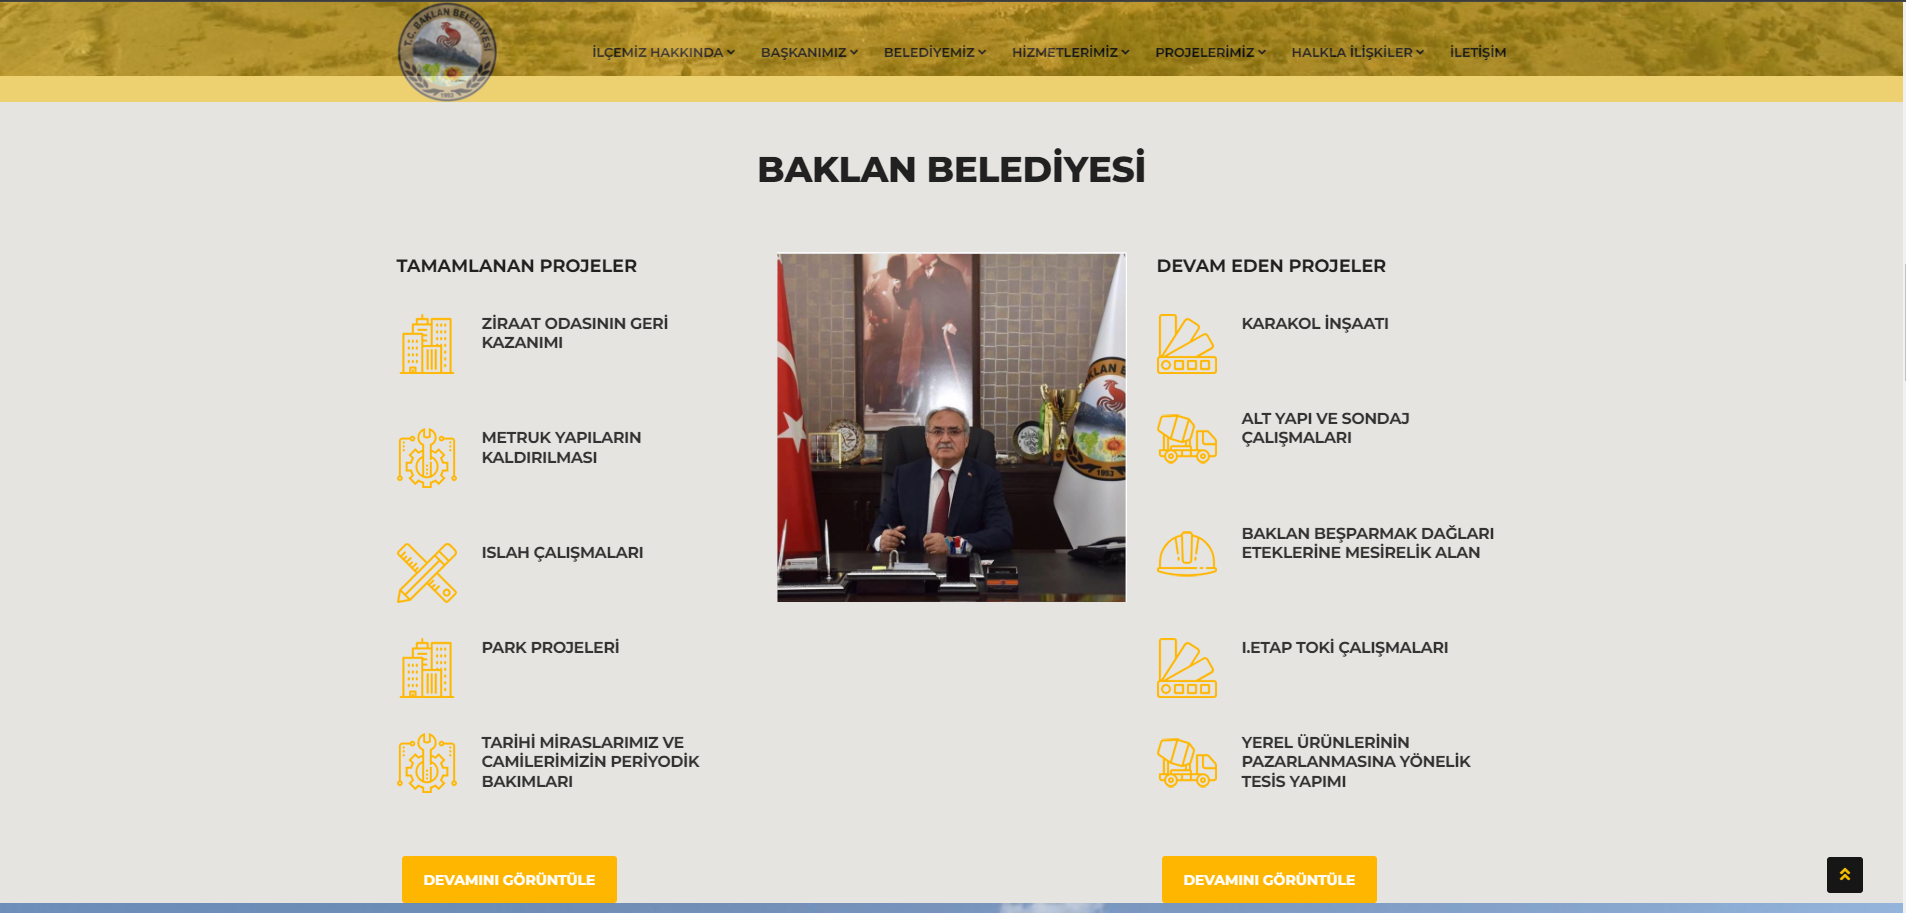 T.C. BAKLAN BELEDİYESİ
1953
İLÇEMİZ HAKKINDA
BAŞKANIMIZ
BELEDİYEMİZ
HİZMETLERİMİZ
PROJELERİMİZ
HALKLA İLİŞKİLER
İLETİŞİM
BAKLAN BELEDİYESİ
TAMAMLANAN PROJELER
ZİRAAT ODASININ GERİ
KAZANIMI
METRUK YAPILARIN
KALDIRILMASI
ISLAH ÇALIŞMALARI
PARK PROJELERİ
TARİHİ MİRASLARIMIZ VE
CAMİLERİMİZİN PERİYODİK
BAKIMLARI
DEVAMINI GÖRÜNTÜLE
KLAN B
1953
DEVAM EDEN PROJELER
KARAKOL İNŞAATI
ALT YAPI VE SONDAJ
ÇALIŞMALARI
BAKLAN BEŞPARMAK DAĞLARI
ETEKLERİNE MESİRELİK ALAN
I.ETAP TOKİ ÇALIŞMALARI
YEREL ÜRÜNLERİNİN
PAZARLANMASINA YÖNELİK
TESİS YAPIMI
DEVAMINI GÖRÜNTÜLE